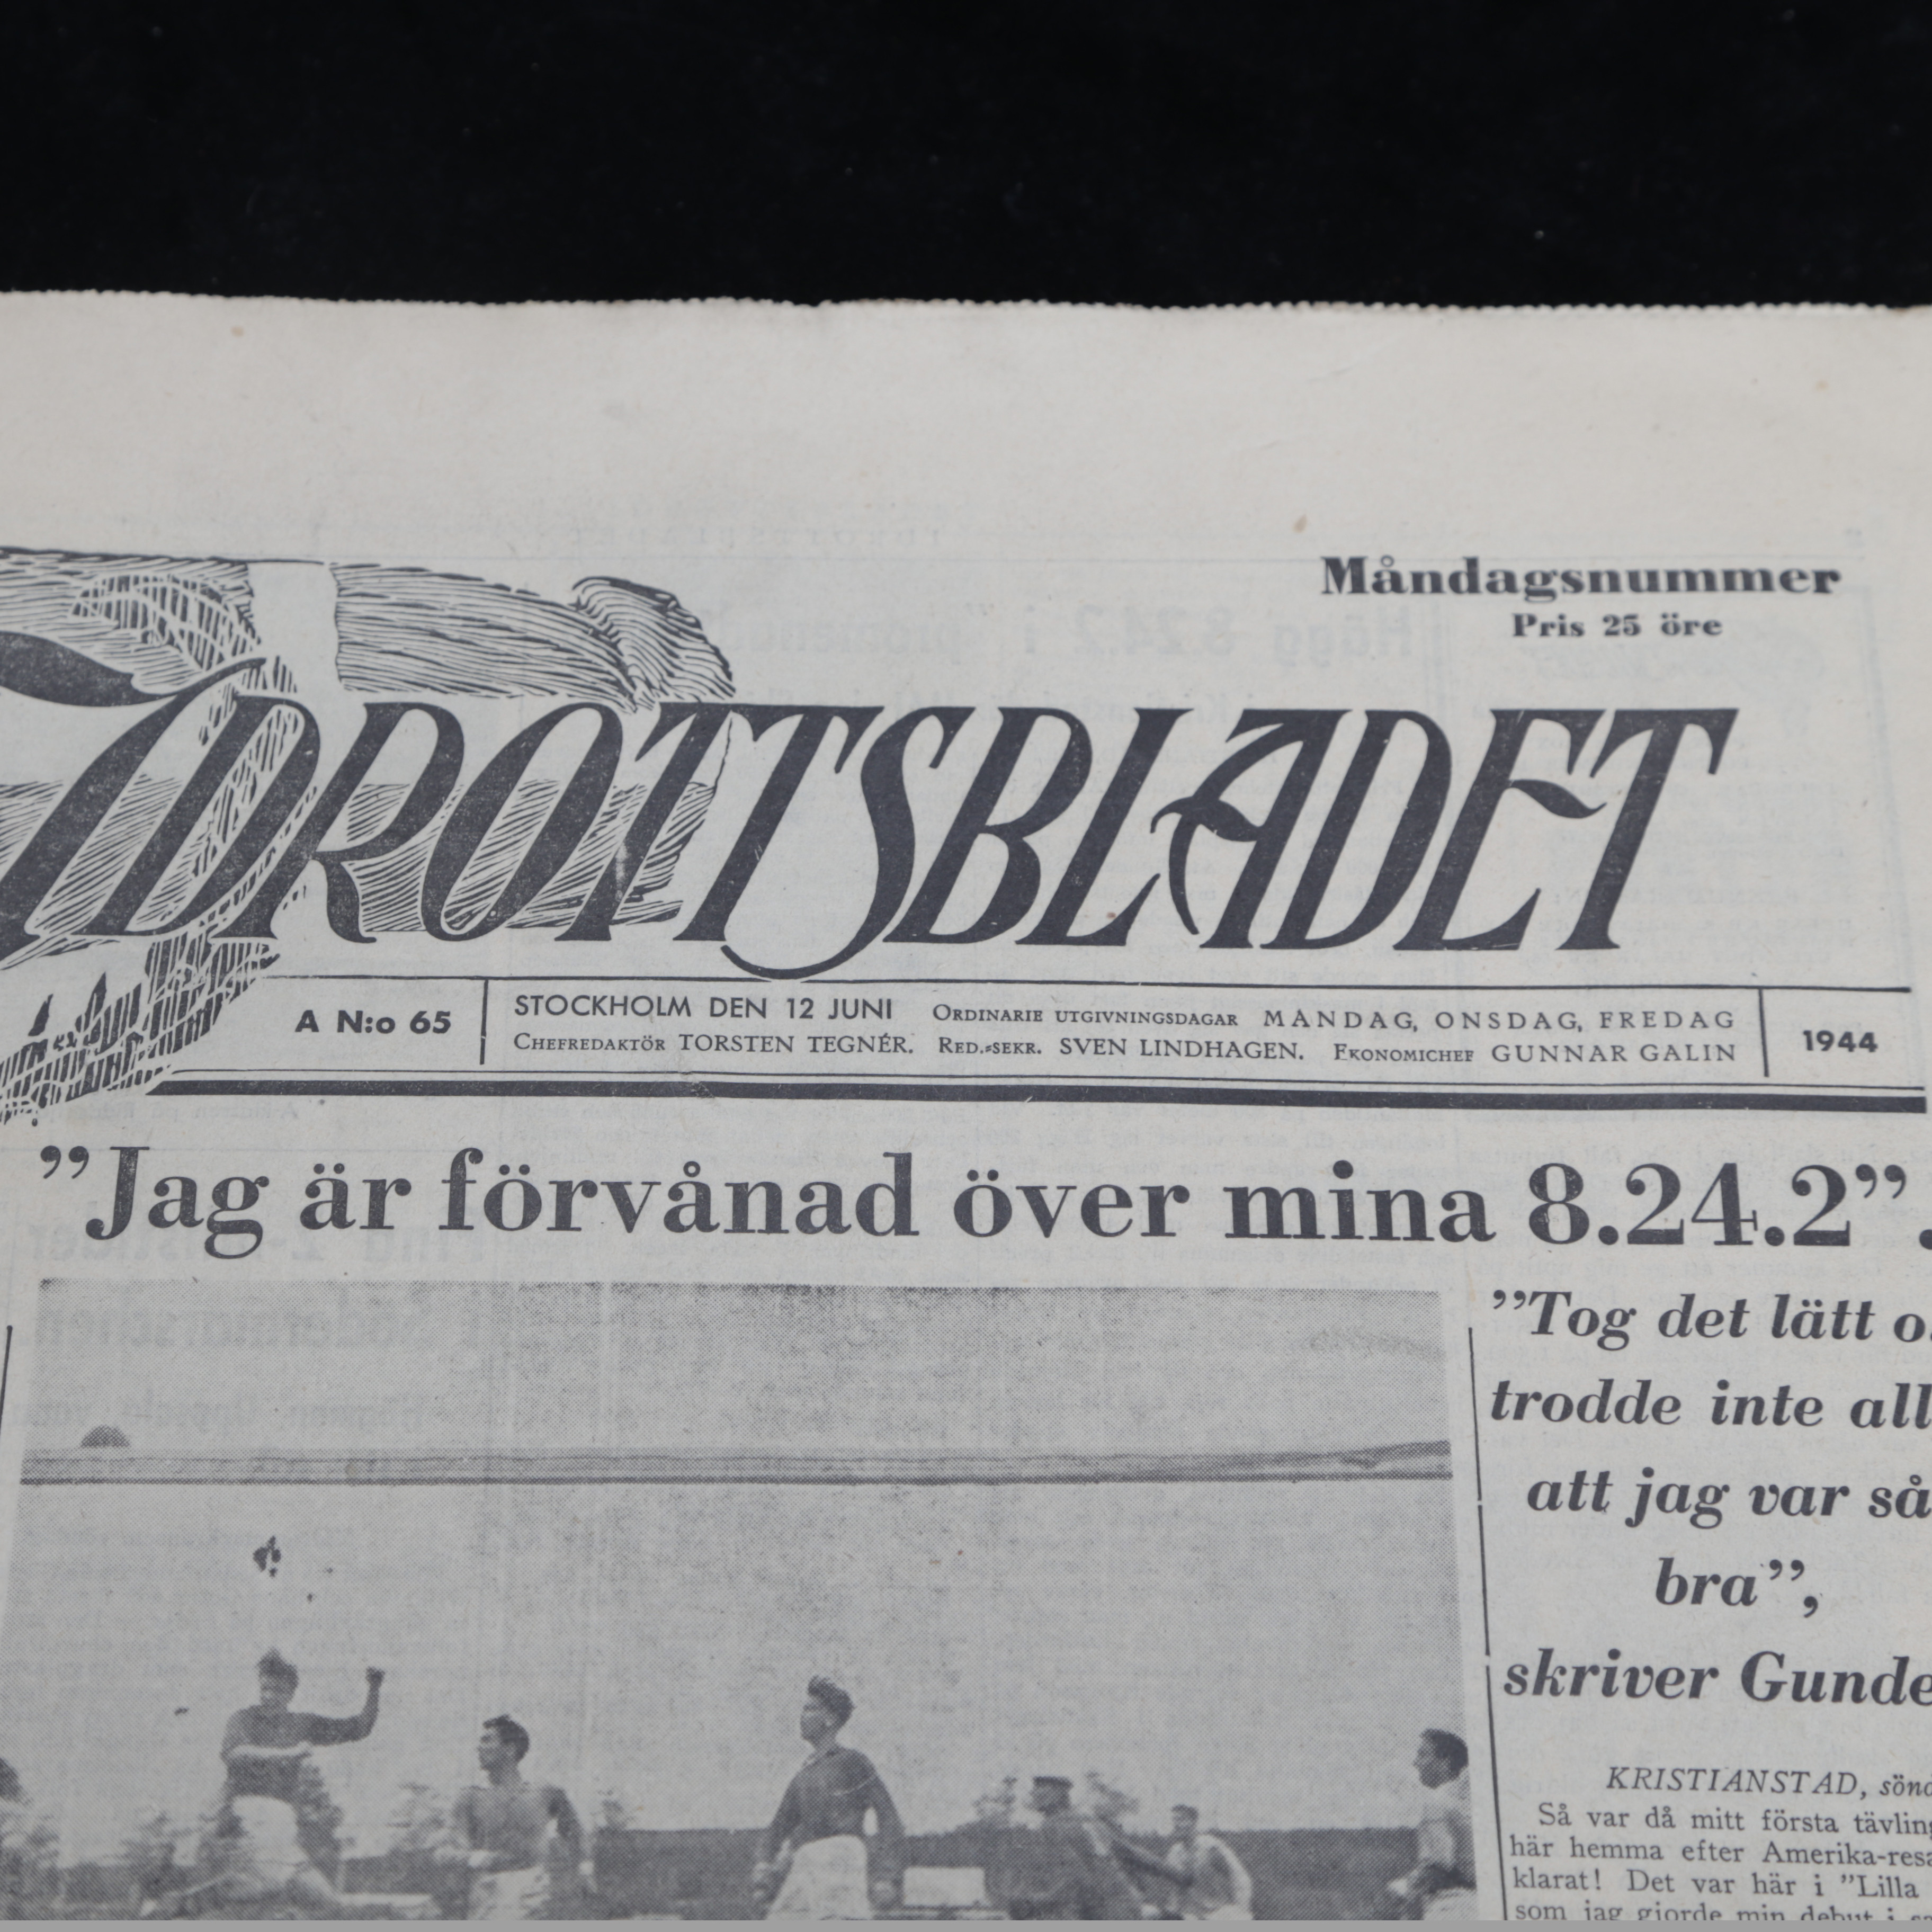 Måndagsnummer
Pris 25 öre
IDROTTSBLADET
A N:o 65
STOCKHOLM DEN 12 JUNI ORDINARIE UTGIVNINGSDAGAR MÅNDAG, ONSDAG, FREDAG
CHEFREDAKTÖR TORSTEN TEGNÉR. RED.=SEKR. SVEN LINDHAGEN. EKONOMICHEF GUNNAR GALIN
1944
”Jag är förvånad över mina 8.24.2”.
”Tog det lätt o.
trodde inte all
att jag var så
bra”,
skriver Gunde
KRISTIANSTAD, sönd
Så var då mitt första tävling
här hemma efter Amerika-resa
klarat! Det var här i ”Lilla
som jag gjorde min debut i